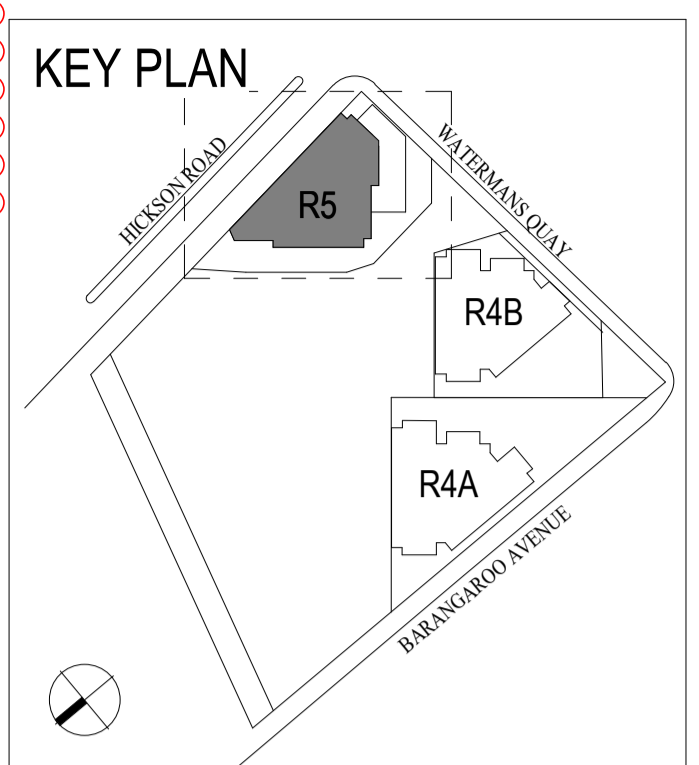 KEY PLAN
HICKSON ROAD
WATERMANS QUAY
R5
R4B
R4A
BARANGAROO AVENUE